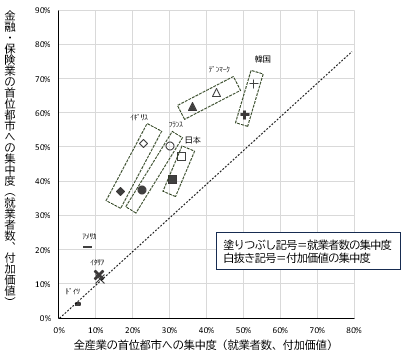 金融・保険業の首位都市への集中度（就業者数、付加価値）
90%
80%
70%
60%
50%
40%
30%
20%
10%
0%
韓国
ﾃﾞﾝﾏｰｸ
ｲｷﾞﾘｽ
ﾌﾗﾝｽ
日本
ｱﾒﾘｶ
ｲﾀﾘｱ
ﾄﾞｲﾂ
塗りつぶし記号＝就業者数の集中度
白抜き記号＝付加価値の集中度
0% 10% 20% 30% 40% 50% 60% 70% 80%
全産業の首位都市への集中度（就業者数、付加価値）